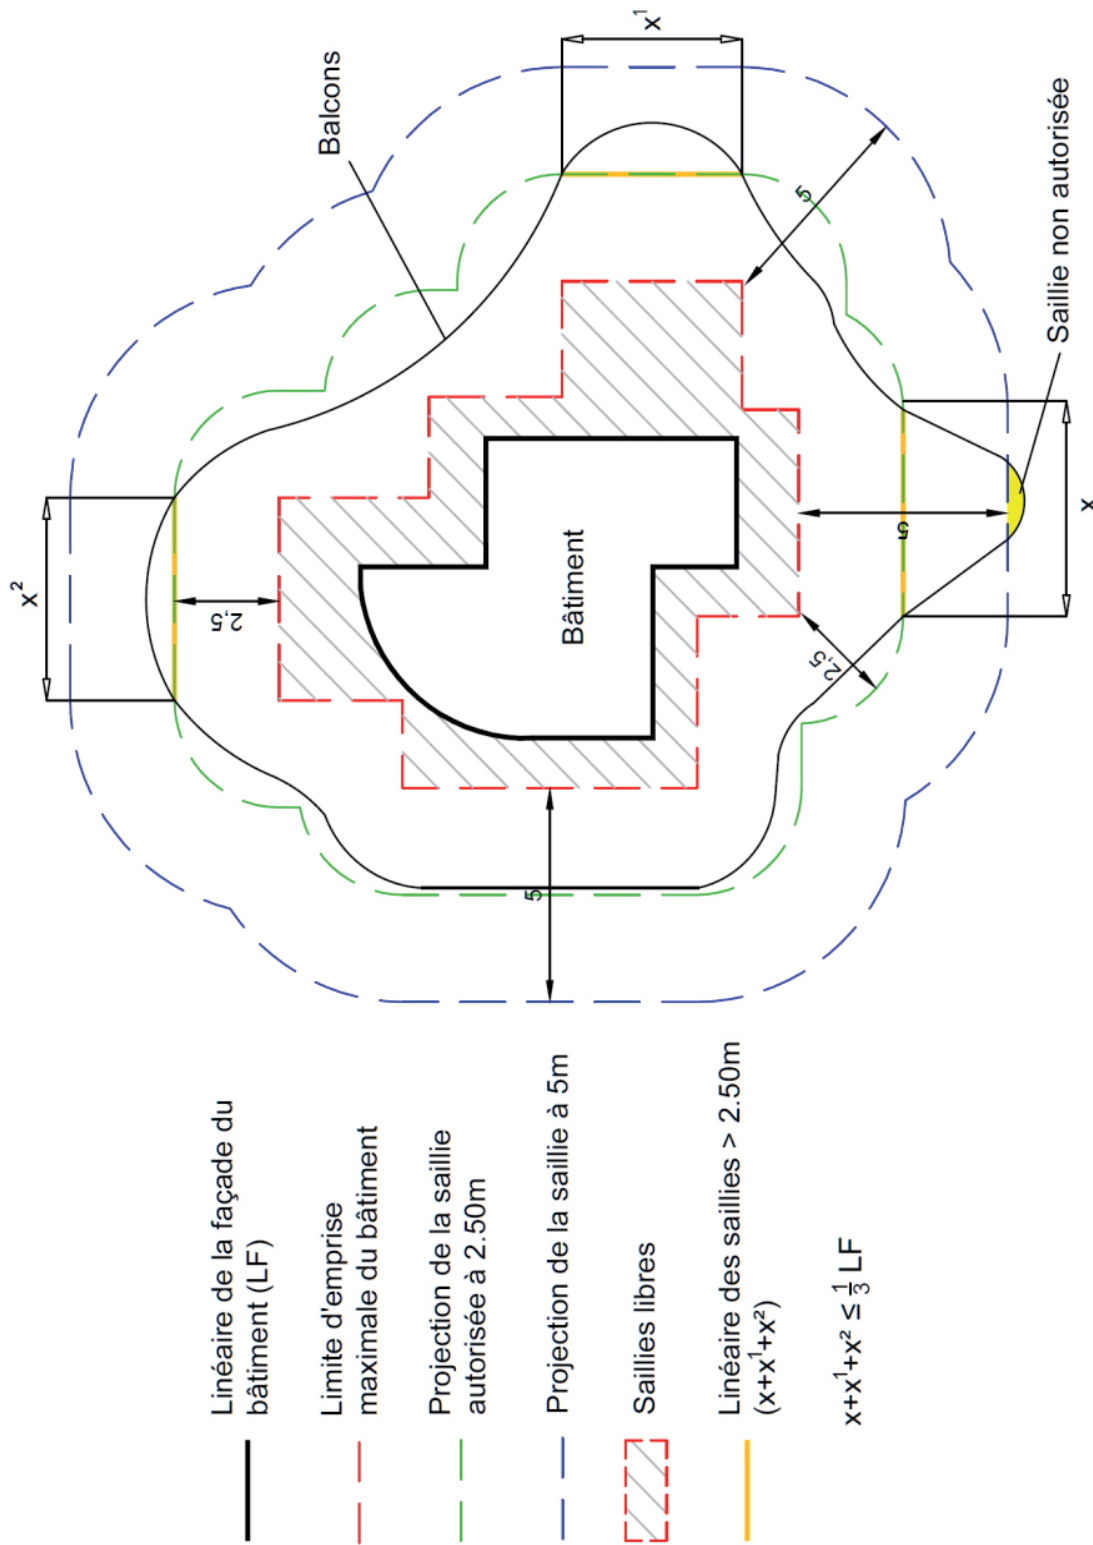 Linéaire de la façade du
bâtiment (LF)
Limite d'emprise
maximale du bâtiment
Projection de la saillie
autorisée à 2.50m
Projection de la saillie à 5m
Saillies libres
Linéaire des saillies > 2.50m
(x+x¹+x²)
x+x¹+x² ≤ 1/3 LF
x²
2,5
Balcons
x¹
5
Bâtiment
5
5
2,5
x
Saillie non autorisée